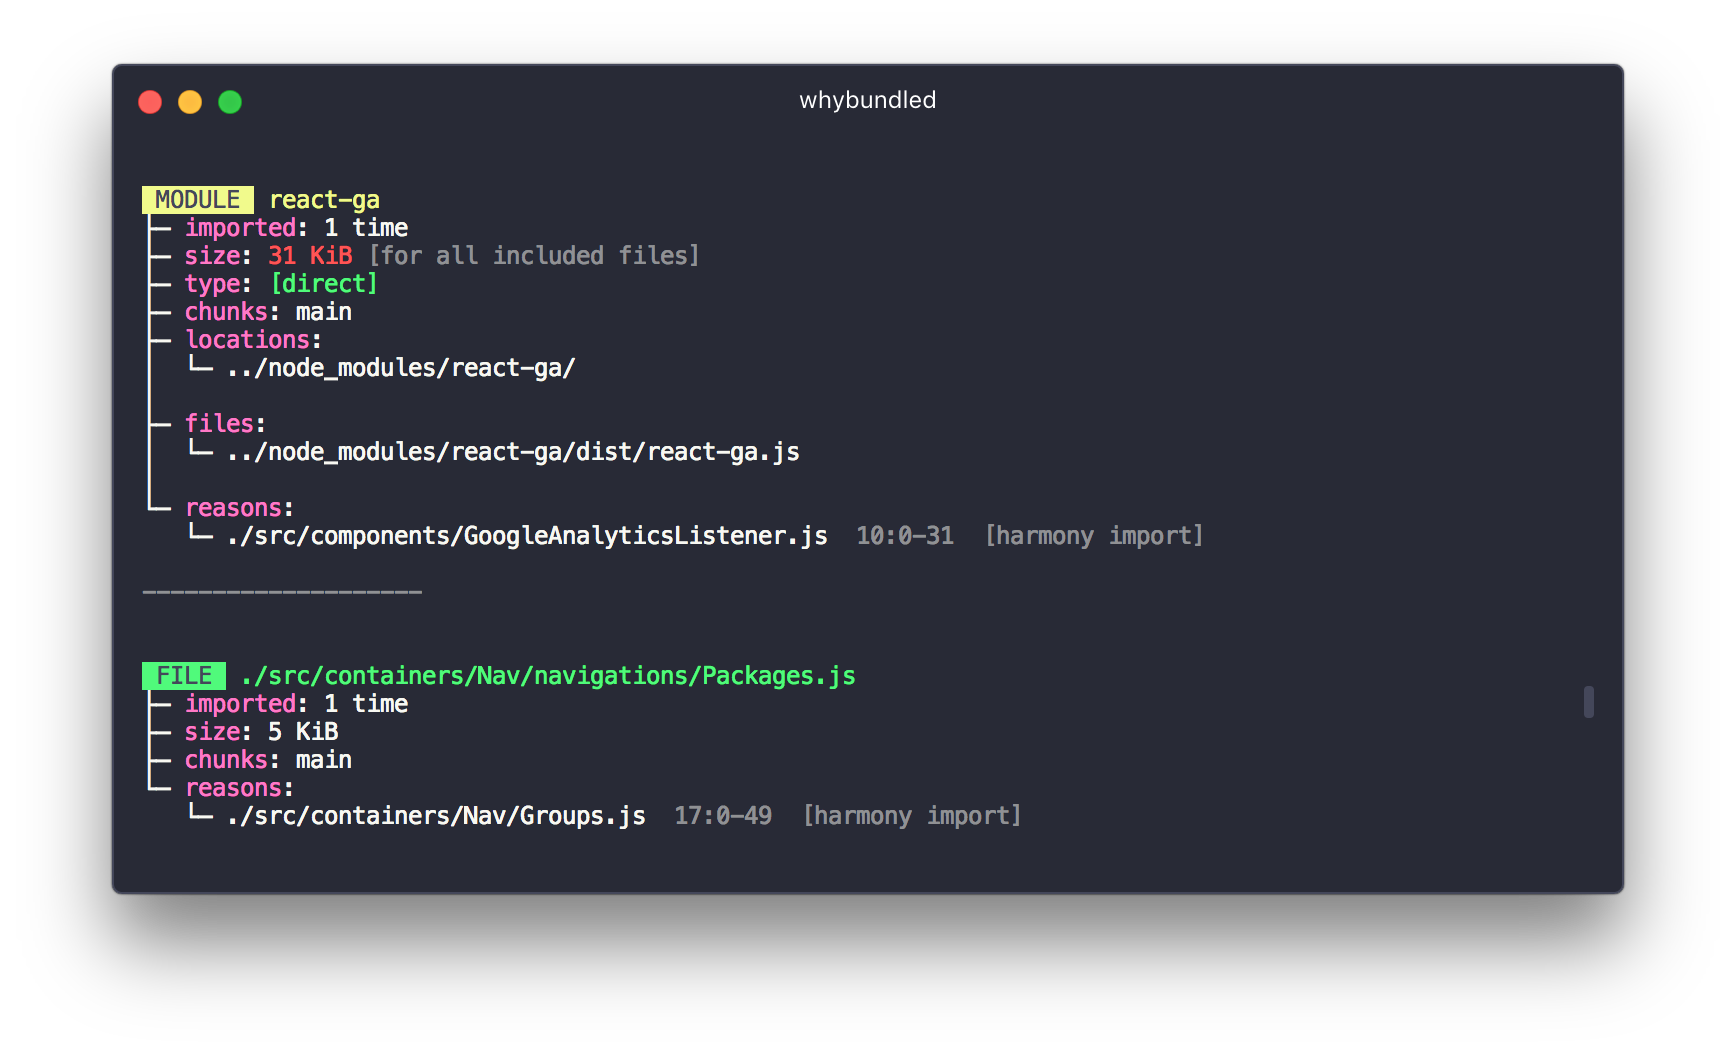 whybundled
MODULE react-ga
├─ imported: 1 time
├─ size: 31 KiB [for all included files]
├─ type: [direct]
├─ chunks: main
├─ locations:
│  └─ ../node_modules/react-ga/
├─ files:
│  └─ ../node_modules/react-ga/dist/react-ga.js
└─ reasons:
   └─ ./src/components/GoogleAnalyticsListener.js  10:0-31  [harmony import]
--------------------
FILE ./src/containers/Nav/navigations/Packages.js
├─ imported: 1 time
├─ size: 5 KiB
├─ chunks: main
└─ reasons:
   └─ ./src/containers/Nav/Groups.js  17:0-49  [harmony import]